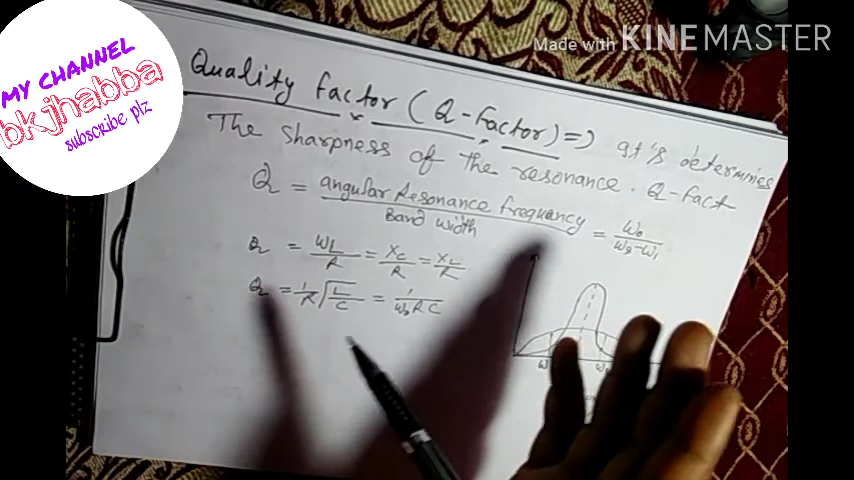 Made with KINEMASTER
MY CHANNEL
bkjhabba
subscribe plz
Quality factor (Q-factor) => It's determines
The sharpness of the resonance. Q-fact
Q = angular Resonance frequency / Band width = ω₀ / ω₂-ω₁
Q = ωL/R = Xc/R = XL/R
Q = 1/R √L/C = 1/ω₀RC